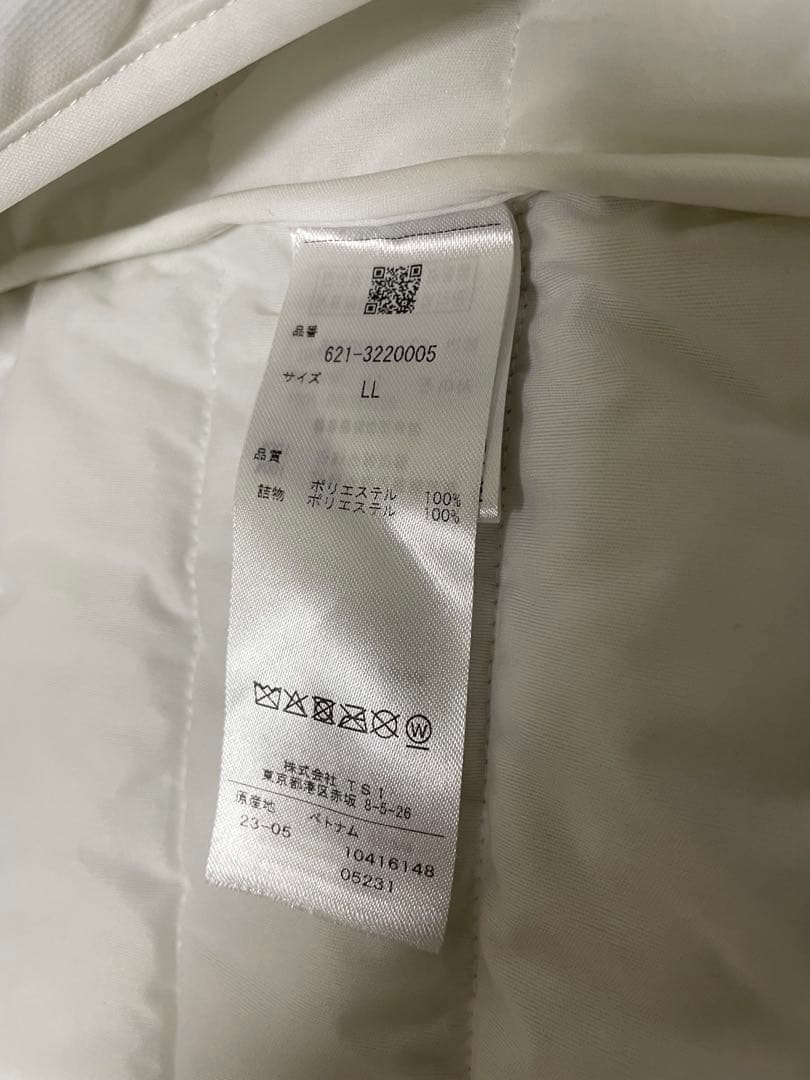 品番
621-3220005
サイズ
LL
品質
ポリエステル 100%
詰物 ポリエステル 100%
W
株式会社 TSI
東京都港区赤坂 8-5-26
原産地 ベトナム
23-05
10416148
05231